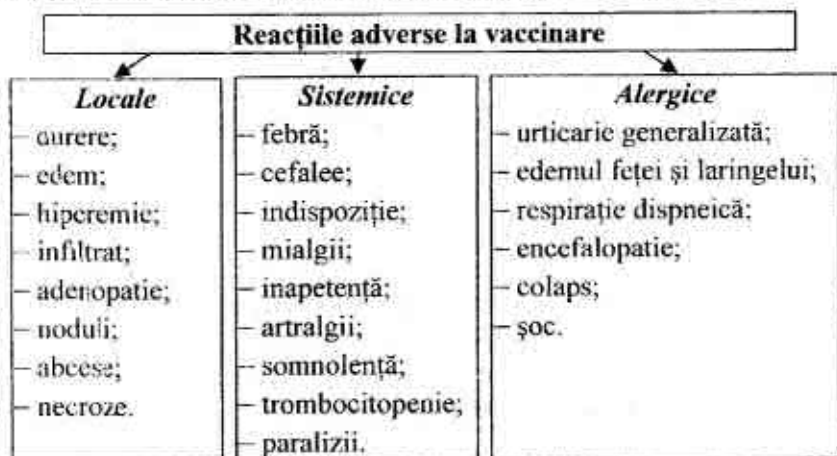 Reacțiile adverse la vaccinare
Locale
– durere;
– edem;
– hiperemie;
– infiltrat;
– adenopatie;
– noduli;
– abcese;
– necroze.
Sistemice
– febră;
– cefalee;
– indispoziție;
– mialgii;
– inapetență;
– artralgii;
– somnolență;
– trombocitopenie;
– paralizii.
Alergice
– urticarie generalizată;
– edemul feței și laringelui;
– respirație dispneică;
– encefalopatie;
– colaps;
– șoc.